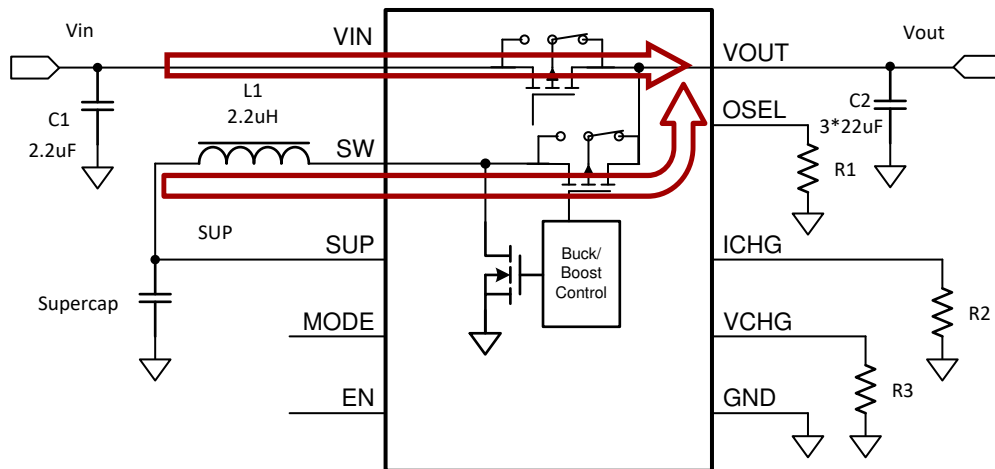 Vin
VIN
VOUT
Vout
C1
2.2uF
L1
2.2uH
SW
OSEL
C2
3*22uF
R1
SUP
SUP
Buck/
Boost
Control
ICHG
Supercap
MODE
VCHG
R2
EN
GND
R3